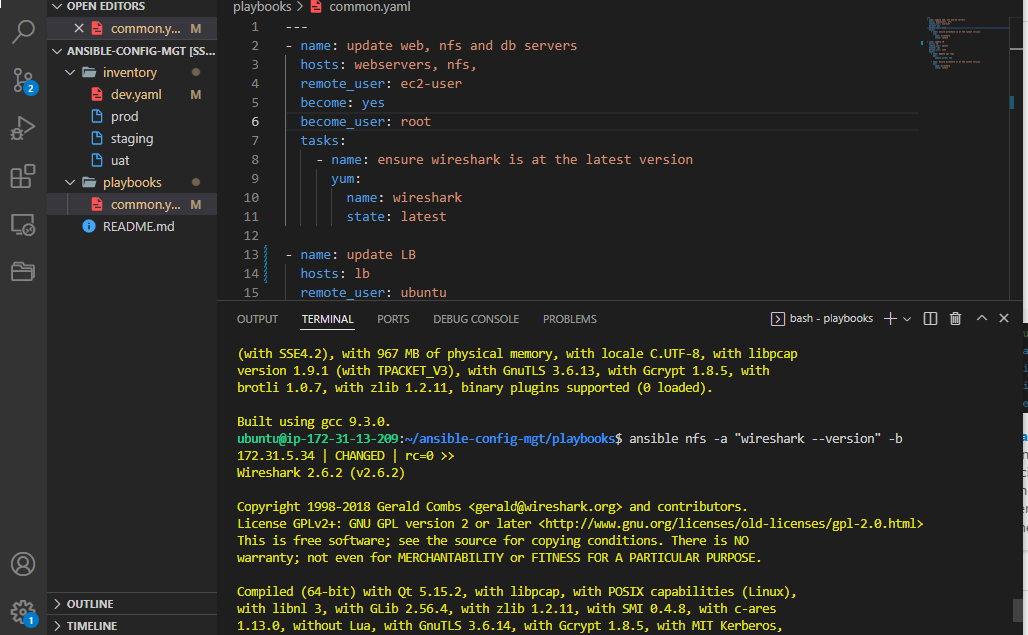 OPEN EDITORS
common.y... M
ANSIBLE-CONFIG-MGT [SS...
inventory
dev.yaml M
prod
staging
uat
playbooks
common.y... M
README.md
OUTLINE
TIMELINE
2
1
playbooks > common.yaml
1 ---
2 - name: update web, nfs and db servers
3 hosts: webservers, nfs,
4 remote_user: ec2-user
5 become: yes
6 become_user: root
7 tasks:
8 - name: ensure wireshark is at the latest version
9 yum:
10 name: wireshark
11 state: latest
12
13 - name: update LB
14 hosts: lb
15 remote_user: ubuntu
OUTPUT TERMINAL PORTS DEBUG CONSOLE PROBLEMS bash - playbooks
(with SSE4.2), with 967 MB of physical memory, with locale C.UTF-8, with libpcap
version 1.9.1 (with TPACKET_V3), with GnuTLS 3.6.13, with Gcrypt 1.8.5, with
brotli 1.0.7, with zlib 1.2.11, binary plugins supported (0 loaded).
Built using gcc 9.3.0.
ubuntu@ip-172-31-13-209:~/ansible-config-mgt/playbooks$ ansible nfs -a "wireshark --version" -b
172.31.5.34 | CHANGED | rc=0 >>
Wireshark 2.6.2 (v2.6.2)
Copyright 1998-2018 Gerald Combs <gerald@wireshark.org> and contributors.
License GPLv2+: GNU GPL version 2 or later <http://www.gnu.org/licenses/old-licenses/gpl-2.0.html>
This is free software; see the source for copying conditions. There is NO
warranty; not even for MERCHANTABILITY or FITNESS FOR A PARTICULAR PURPOSE.
Compiled (64-bit) with Qt 5.15.2, with libpcap, with POSIX capabilities (Linux),
with libnl 3, with GLib 2.56.4, with zlib 1.2.11, with SMI 0.4.8, with c-ares
1.13.0, without Lua, with GnuTLS 3.6.14, with Gcrypt 1.8.5, with MIT Kerberos,